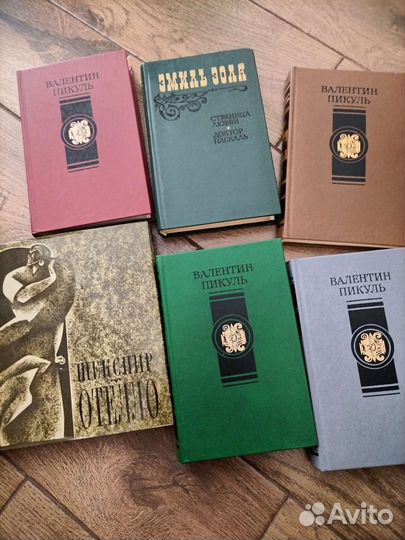 ВАЛЕНТИН
ПИКУЛЬ
ЭМИЛЬ ЗОЛЯ
СТРАНИЦА
ЛЮБВИ
ДОКТОР
ПАСКАЛЬ
ВАЛЕНТИН
ПИКУЛЬ
ШЕКСПИР
ОТЕЛЛО
ВАЛЕНТИН
ПИКУЛЬ
ВАЛЕНТИН
ПИКУЛЬ
Avito